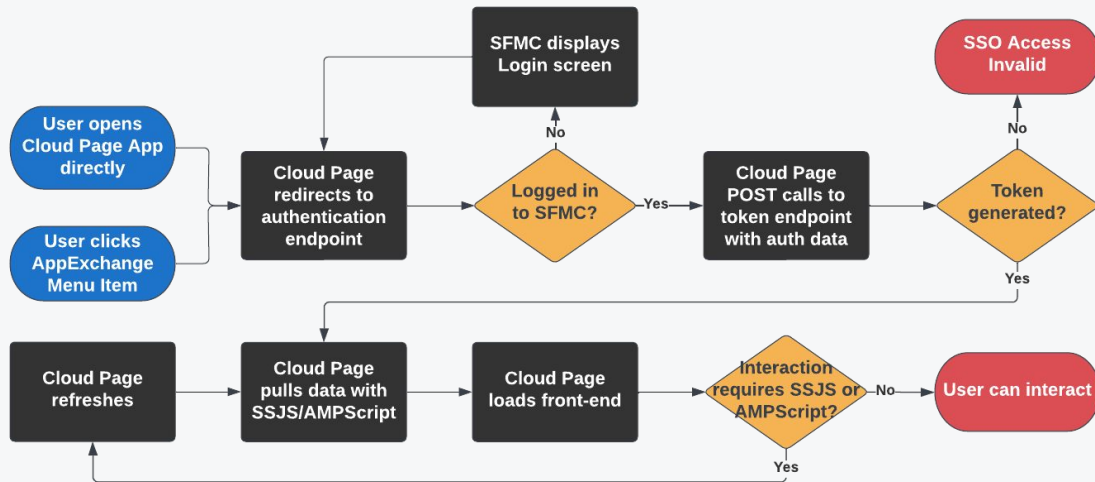 SFMC displays
Login screen
SSO Access
Invalid
User opens
Cloud Page App
directly
No
No
Cloud Page
redirects to
authentication
endpoint
Logged in
to SFMC?
Yes
Cloud Page
POST calls to
token endpoint
with auth data
Token
generated?
User clicks
AppExchange
Menu Item
Yes
Cloud Page
refreshes
Cloud Page
pulls data with
SSJS/AMPScript
Cloud Page
loads front-end
Interaction
requires SSJS or
AMPScript?
No
User can interact
Yes